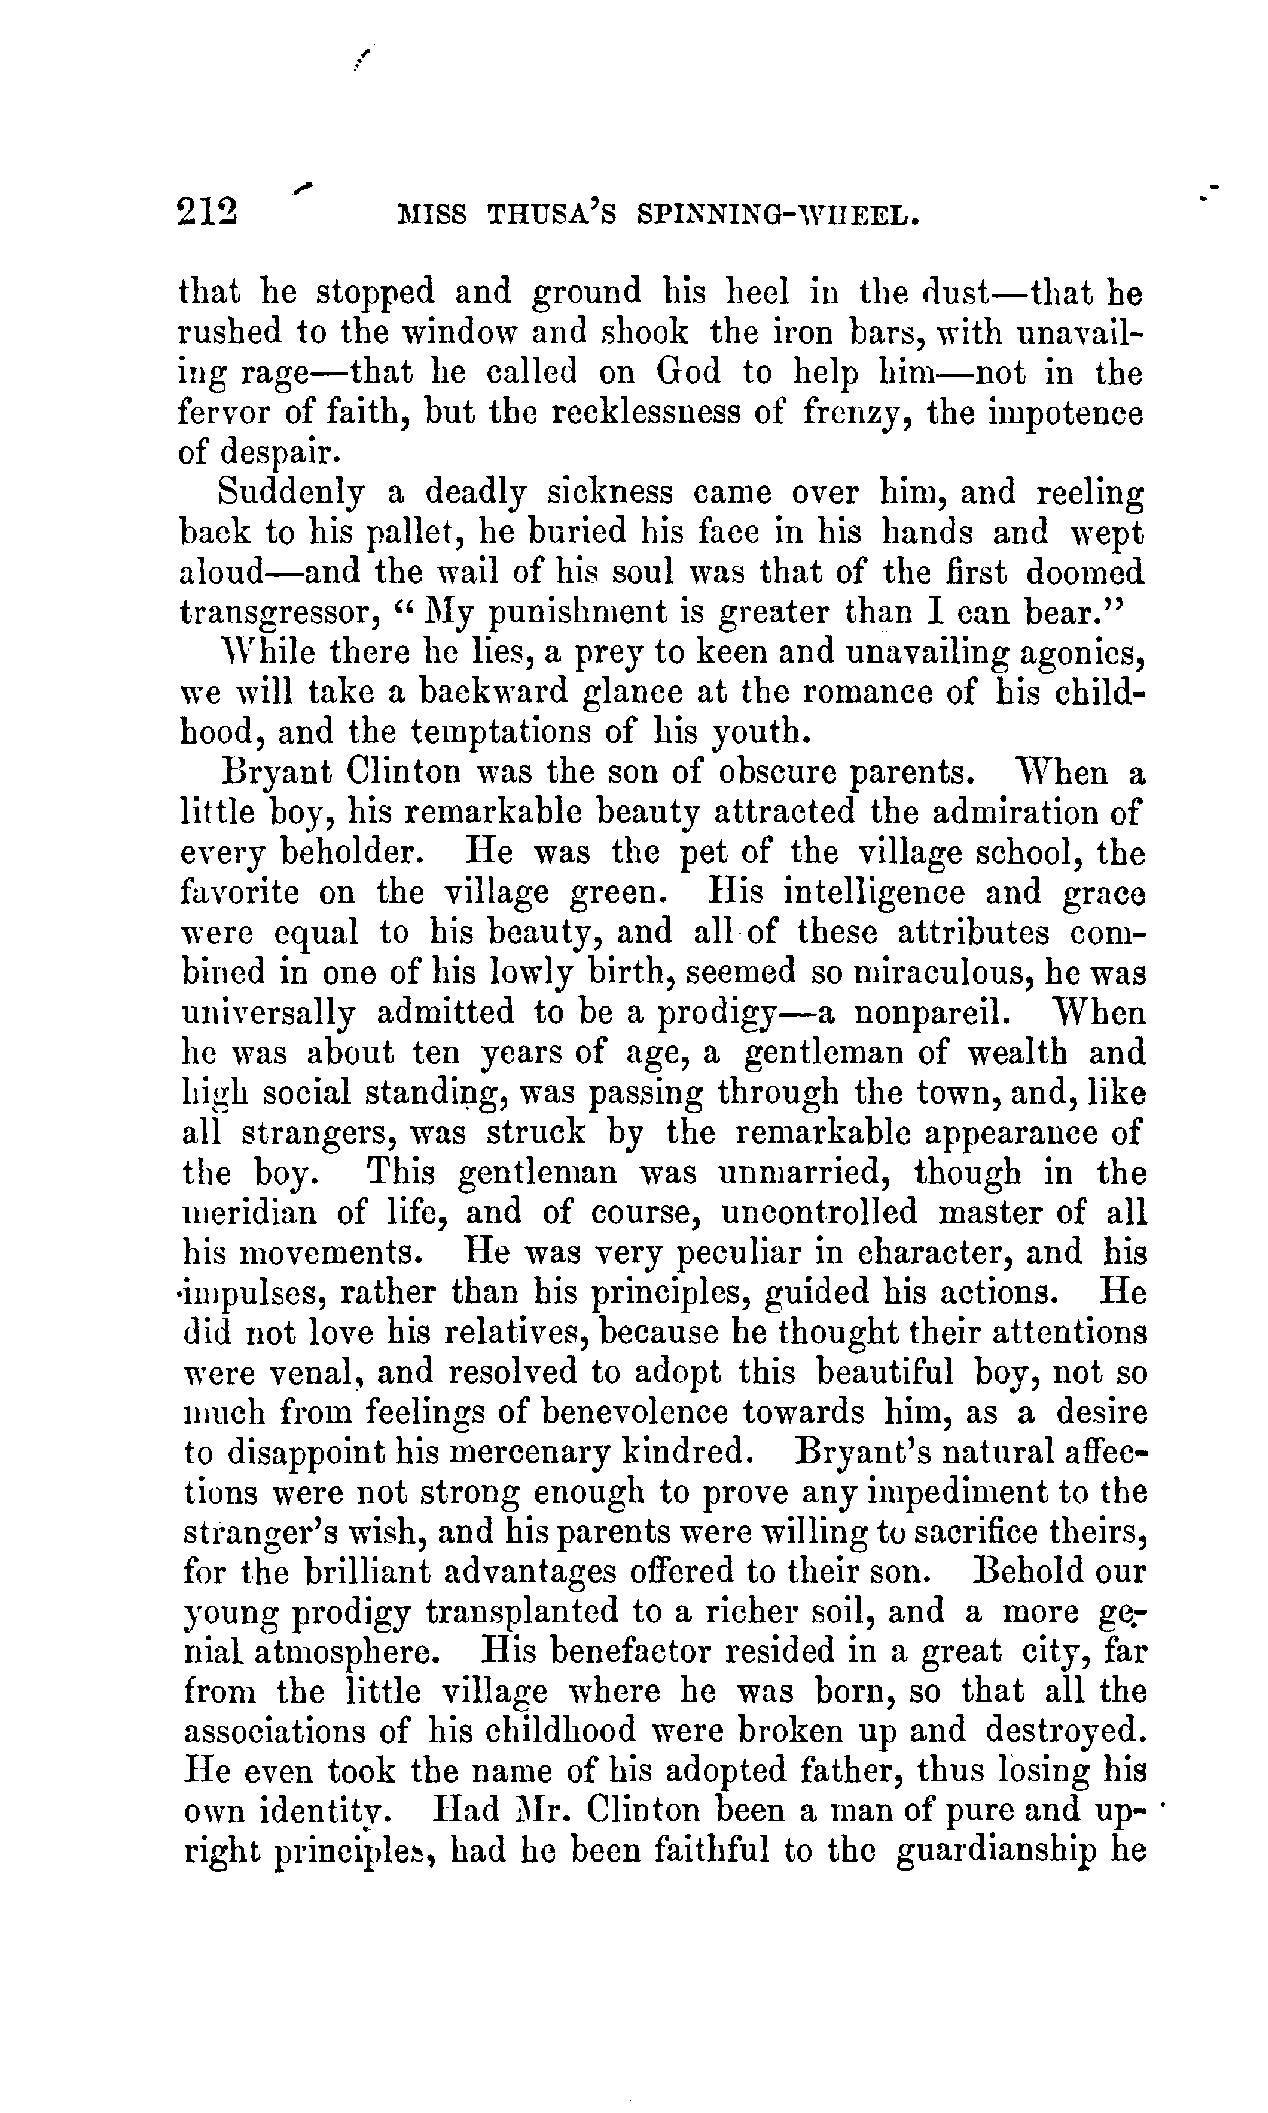 212 MISS THUSA'S SPINNING-WHEEL.
that he stopped and ground his heel in the dust—that he
rushed to the window and shook the iron bars, with unavail-
ing rage—that he called on God to help him—not in the
fervor of faith, but the recklessness of frenzy, the impotence
of despair.
Suddenly a deadly sickness came over him, and reeling
back to his pallet, he buried his face in his hands and wept
aloud—and the wail of his soul was that of the first doomed
transgressor, “ My punishment is greater than I can bear.”
While there he lies, a prey to keen and unavailing agonies,
we will take a backward glance at the romance of his child-
hood, and the temptations of his youth.
Bryant Clinton was the son of obscure parents. When a
little boy, his remarkable beauty attracted the admiration of
every beholder. He was the pet of the village school, the
favorite on the village green. His intelligence and grace
were equal to his beauty, and all of these attributes com-
bined in one of his lowly birth, seemed so miraculous, he was
universally admitted to be a prodigy—a nonpareil. When
he was about ten years of age, a gentleman of wealth and
high social standing, was passing through the town, and, like
all strangers, was struck by the remarkable appearance of
the boy. This gentleman was unmarried, though in the
meridian of life, and of course, uncontrolled master of all
his movements. He was very peculiar in character, and his
impulses, rather than his principles, guided his actions. He
did not love his relatives, because he thought their attentions
were venal, and resolved to adopt this beautiful boy, not so
much from feelings of benevolence towards him, as a desire
to disappoint his mercenary kindred. Bryant's natural affec-
tions were not strong enough to prove any impediment to the
stranger's wish, and his parents were willing to sacrifice theirs,
for the brilliant advantages offered to their son. Behold our
young prodigy transplanted to a richer soil, and a more ge-
nial atmosphere. His benefactor resided in a great city, far
from the little village where he was born, so that all the
associations of his childhood were broken up and destroyed.
He even took the name of his adopted father, thus losing his
own identity. Had Mr. Clinton been a man of pure and up-
right principles, had he been faithful to the guardianship he